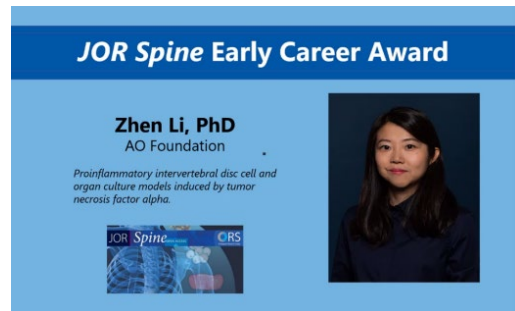 JOR Spine Early Career Award
Zhen Li, PhD
AO Foundation
Proinflammatory intervertebral disc cell and
organ culture models induced by tumor
necrosis factor alpha.
JOR Spine
ORS